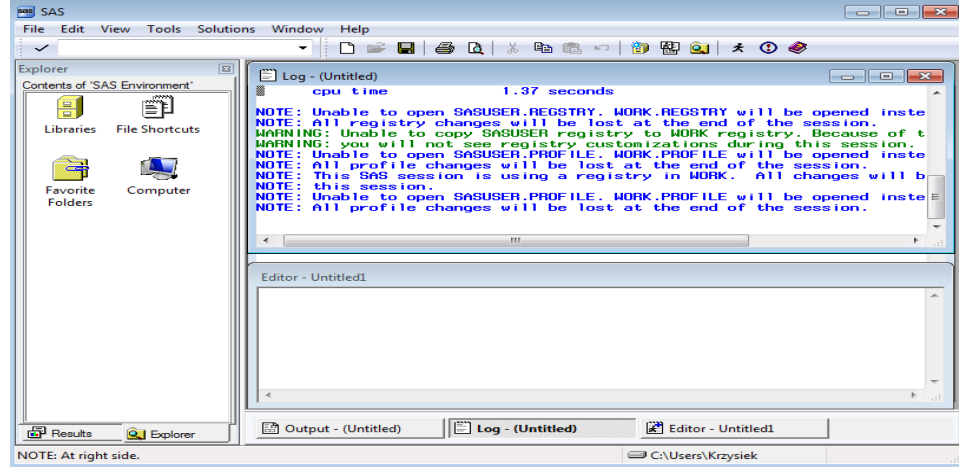 SAS
File Edit View Tools Solutions Window Help
Explorer
Contents of 'SAS Environment'
Libraries
File Shortcuts
Favorite Folders
Computer
Results
Explorer
Log - (Untitled)
cpu time 1.37 seconds
NOTE: Unable to open SASUSER.REGSTRY. WORK.REGSTRY will be opened inste
NOTE: All registry changes will be lost at the end of the session.
WARNING: Unable to copy SASUSER registry to WORK registry. Because of t
WARNING: you will not see registry customizations during this session.
NOTE: Unable to open SASUSER.PROFILE. WORK.PROFILE will be opened inste
NOTE: All profile changes will be lost at the end of the session.
NOTE: This SAS session is using a registry in WORK. All changes will b
NOTE: this session.
NOTE: Unable to open SASUSER.PROFILE. WORK.PROFILE will be opened inste
NOTE: All profile changes will be lost at the end of the session.
Editor - Untitled1
Output - (Untitled)
Log - (Untitled)
Editor - Untitled1
NOTE: At right side.
C:\Users\Krzysiek